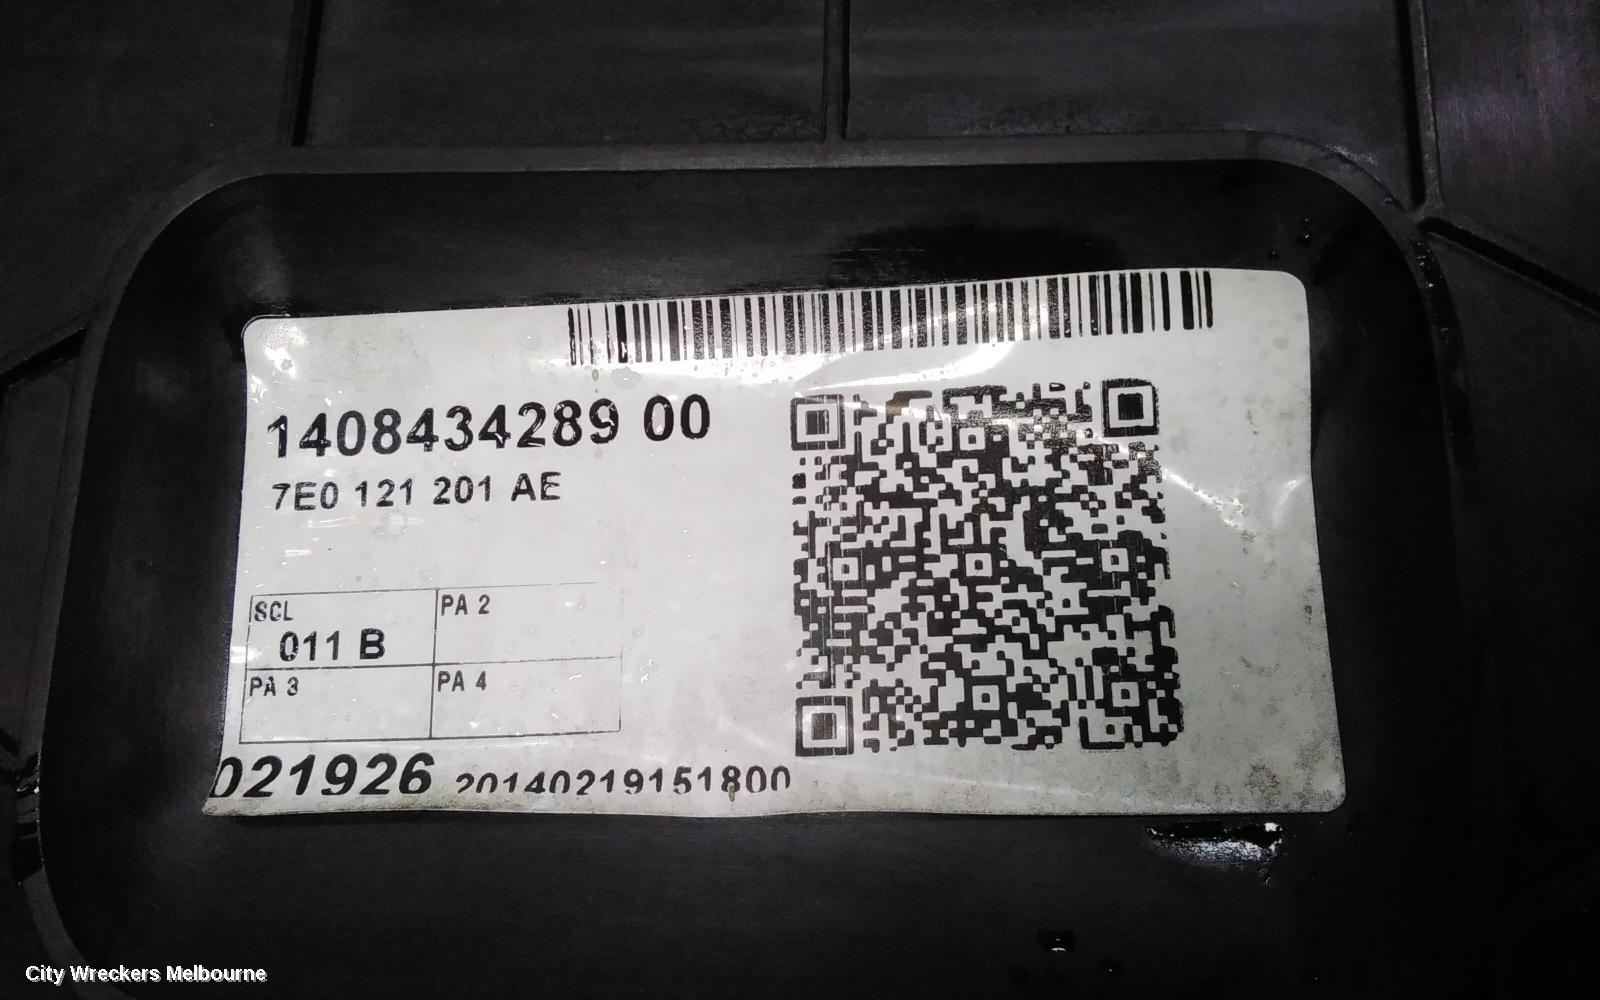 1408434289 00
7E0 121 201 AE
SCL
PA 2
011 B
PA 3
PA 4
021926 20140219151800
City Wreckers Melbourne